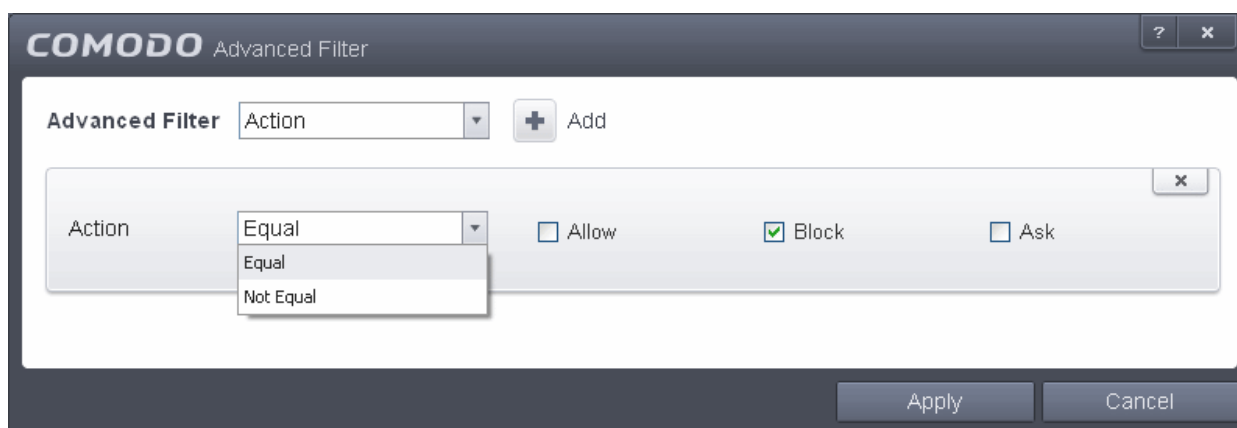 COMODO Advanced Filter ? ×
Advanced Filter Action + Add
×
Action Equal Allow Block Ask
Equal
Not Equal
Apply Cancel